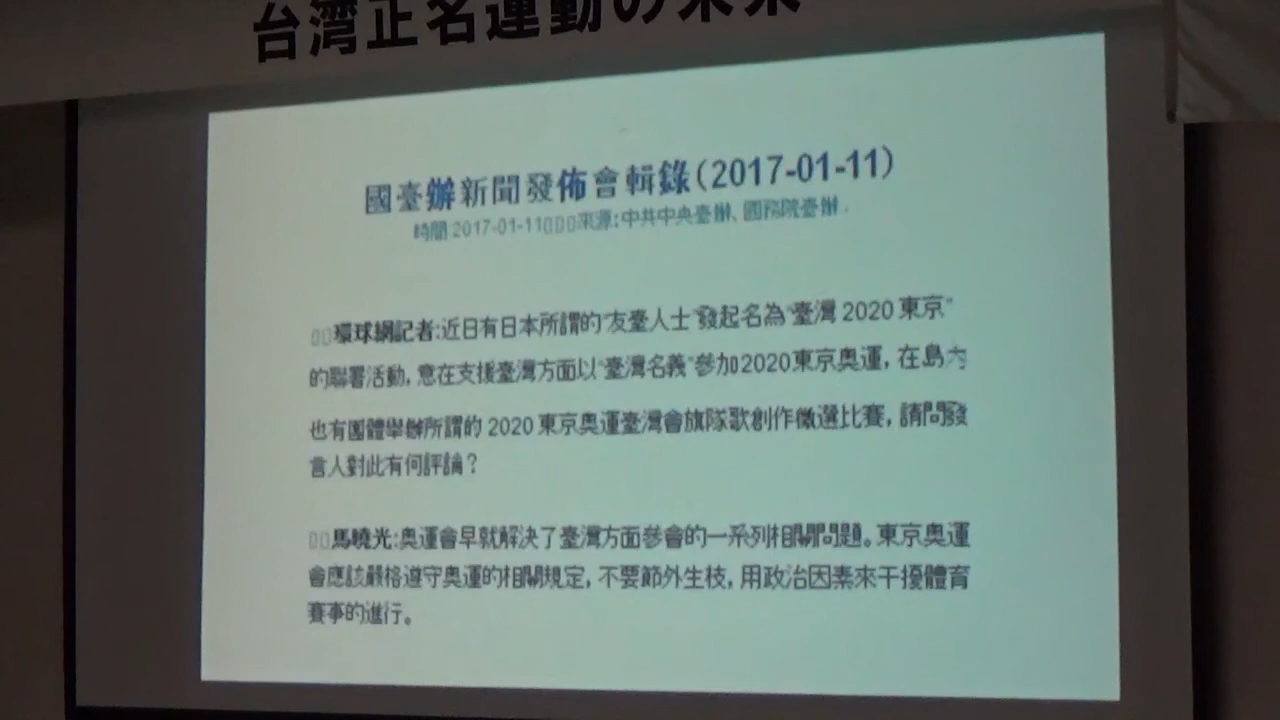 台湾正名運動の未来
國臺辦新聞發佈會輯錄(2017-01-11)
時間 2017-01-11□□□來源:中共中央臺辦、國務院臺辦.
□□環球網記者:近日有日本所謂的“友臺人士”發起名為“臺灣 2020 東京”
的聯署活動, 意在支援臺灣方面以“臺灣名義”參加2020東京奧運, 在島內
也有團體舉辦所謂的 2020 東京奧運臺灣會旗隊歌創作徵選比賽, 請問發
言人對此有何評論?
□□馬曉光:奧運會早就解決了臺灣方面參會的一系列相關問題。東京奧運
會應該嚴格遵守奧運的相關規定, 不要節外生枝, 用政治因素來干擾體育
賽事的進行。